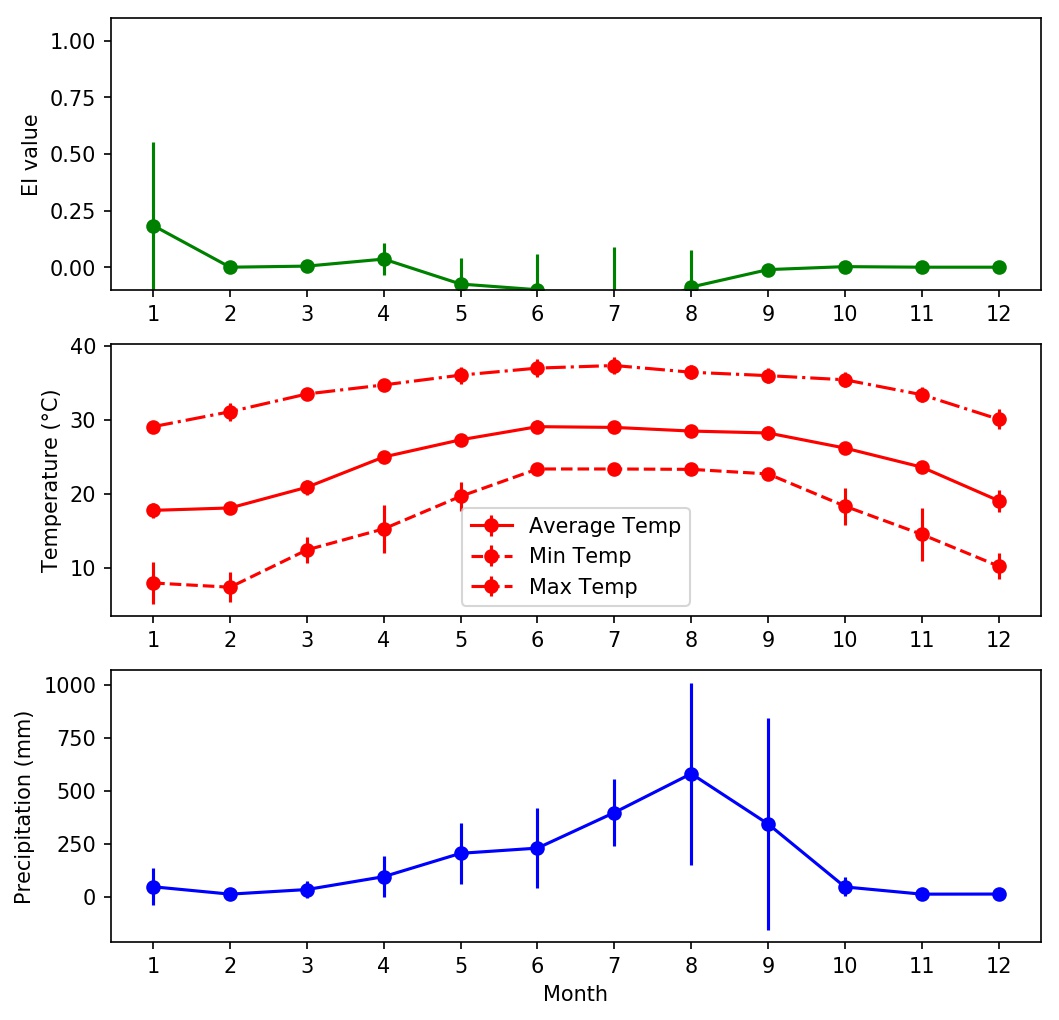 1.00
0.75
0.50
0.25
0.00
EI value
1 2 3 4 5 6 7 8 9 10 11 12
40
30
20
10
Temperature (°C)
Average Temp
Min Temp
Max Temp
1 2 3 4 5 6 7 8 9 10 11 12
1000
750
500
250
0
Precipitation (mm)
1 2 3 4 5 6 7 8 9 10 11 12
Month